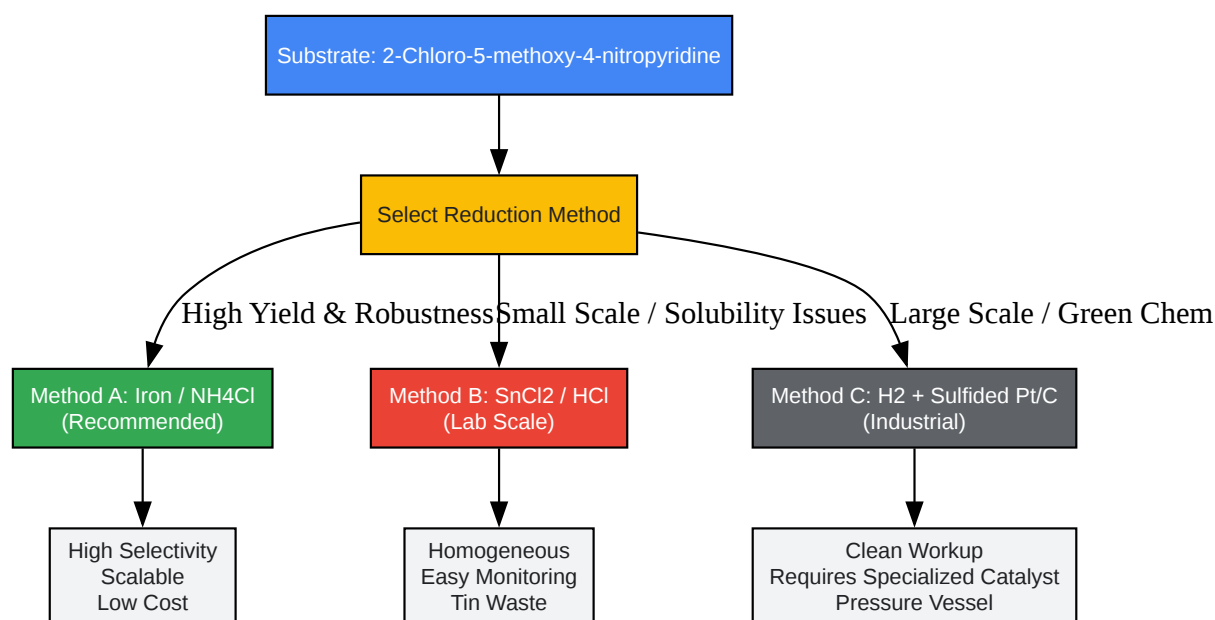 Substrate: 2-Chloro-5-methoxy-4-nitropyridine
Select Reduction Method
High Yield & Robustness
Small Scale / Solubility Issues
Large Scale / Green Chem
Method A: Iron / NH4Cl
(Recommended)
Method B: SnCl2 / HCl
(Lab Scale)
Method C: H2 + Sulfided Pt/C
(Industrial)
High Selectivity
Scalable
Low Cost
Homogeneous
Easy Monitoring
Tin Waste
Clean Workup
Requires Specialized Catalyst
Pressure Vessel